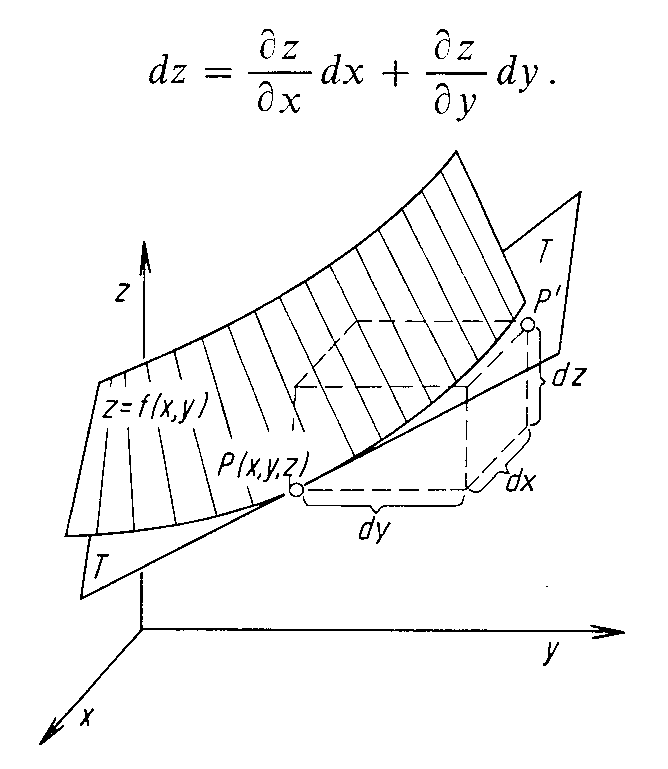 dz = ∂z/∂x dx + ∂z/∂y dy.
T
z
P′
dz
z=f(x,y)
P(x,y,z)
dx
dy
T
y
x